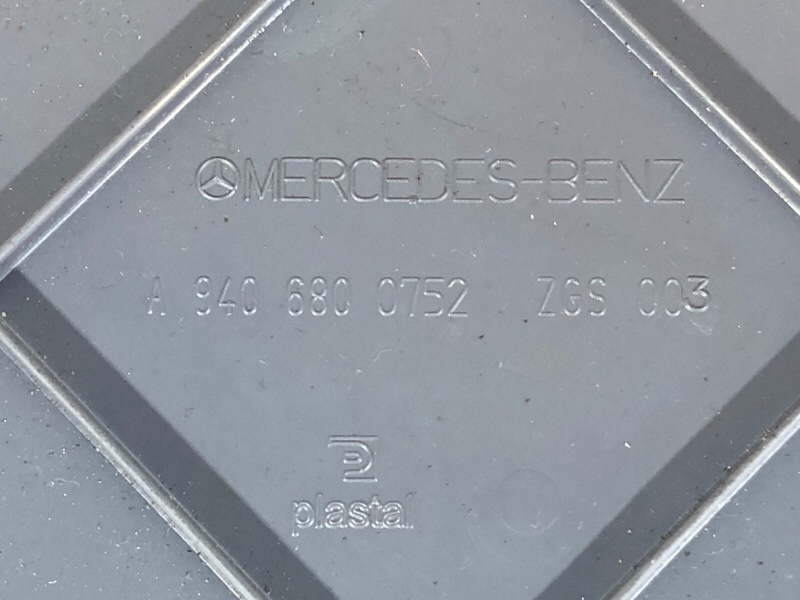 MERCEDES-BENZ
A 940 680 0752 ZGS 003
plastal